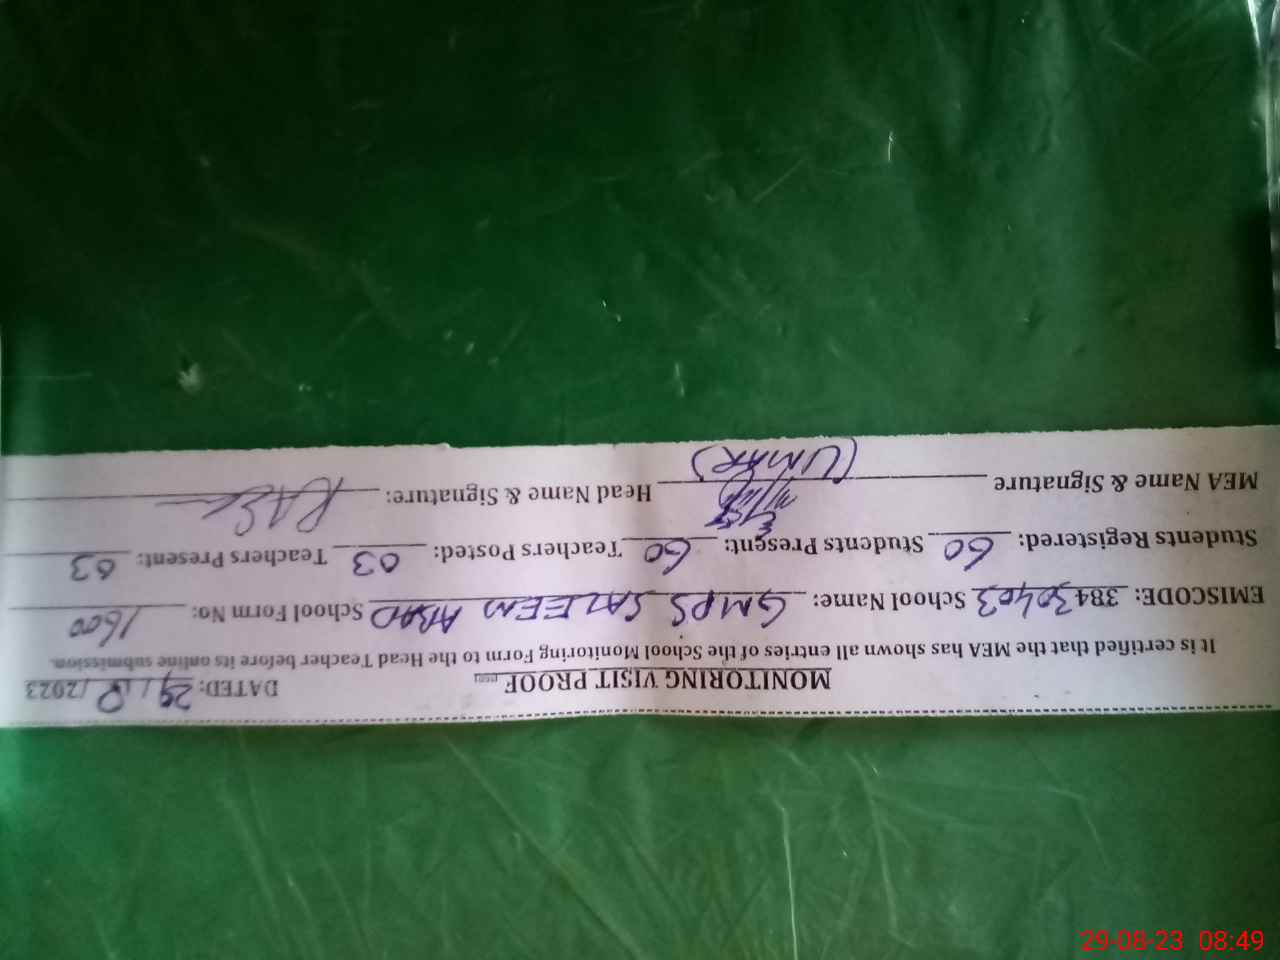 MONITORING VISIT PROOF
DATED: 29/08/2023
It is certified that the MEA has shown all entries of the School Monitoring Form to the Head Teacher before its online submission.
EMISCODE: 38430403 School Name: GMPS SALEEM ABAD School Form No: 1600
Students Registered: 60 Students Present: 60 Teachers Posted: 03 Teachers Present: 03
MEA Name & Signature (UMAR) Head Name & Signature:
29-08-23 08:49